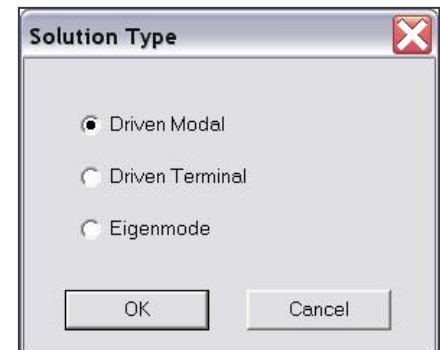 Solution Type
Driven Modal
Driven Terminal
Eigenmode
OK Cancel